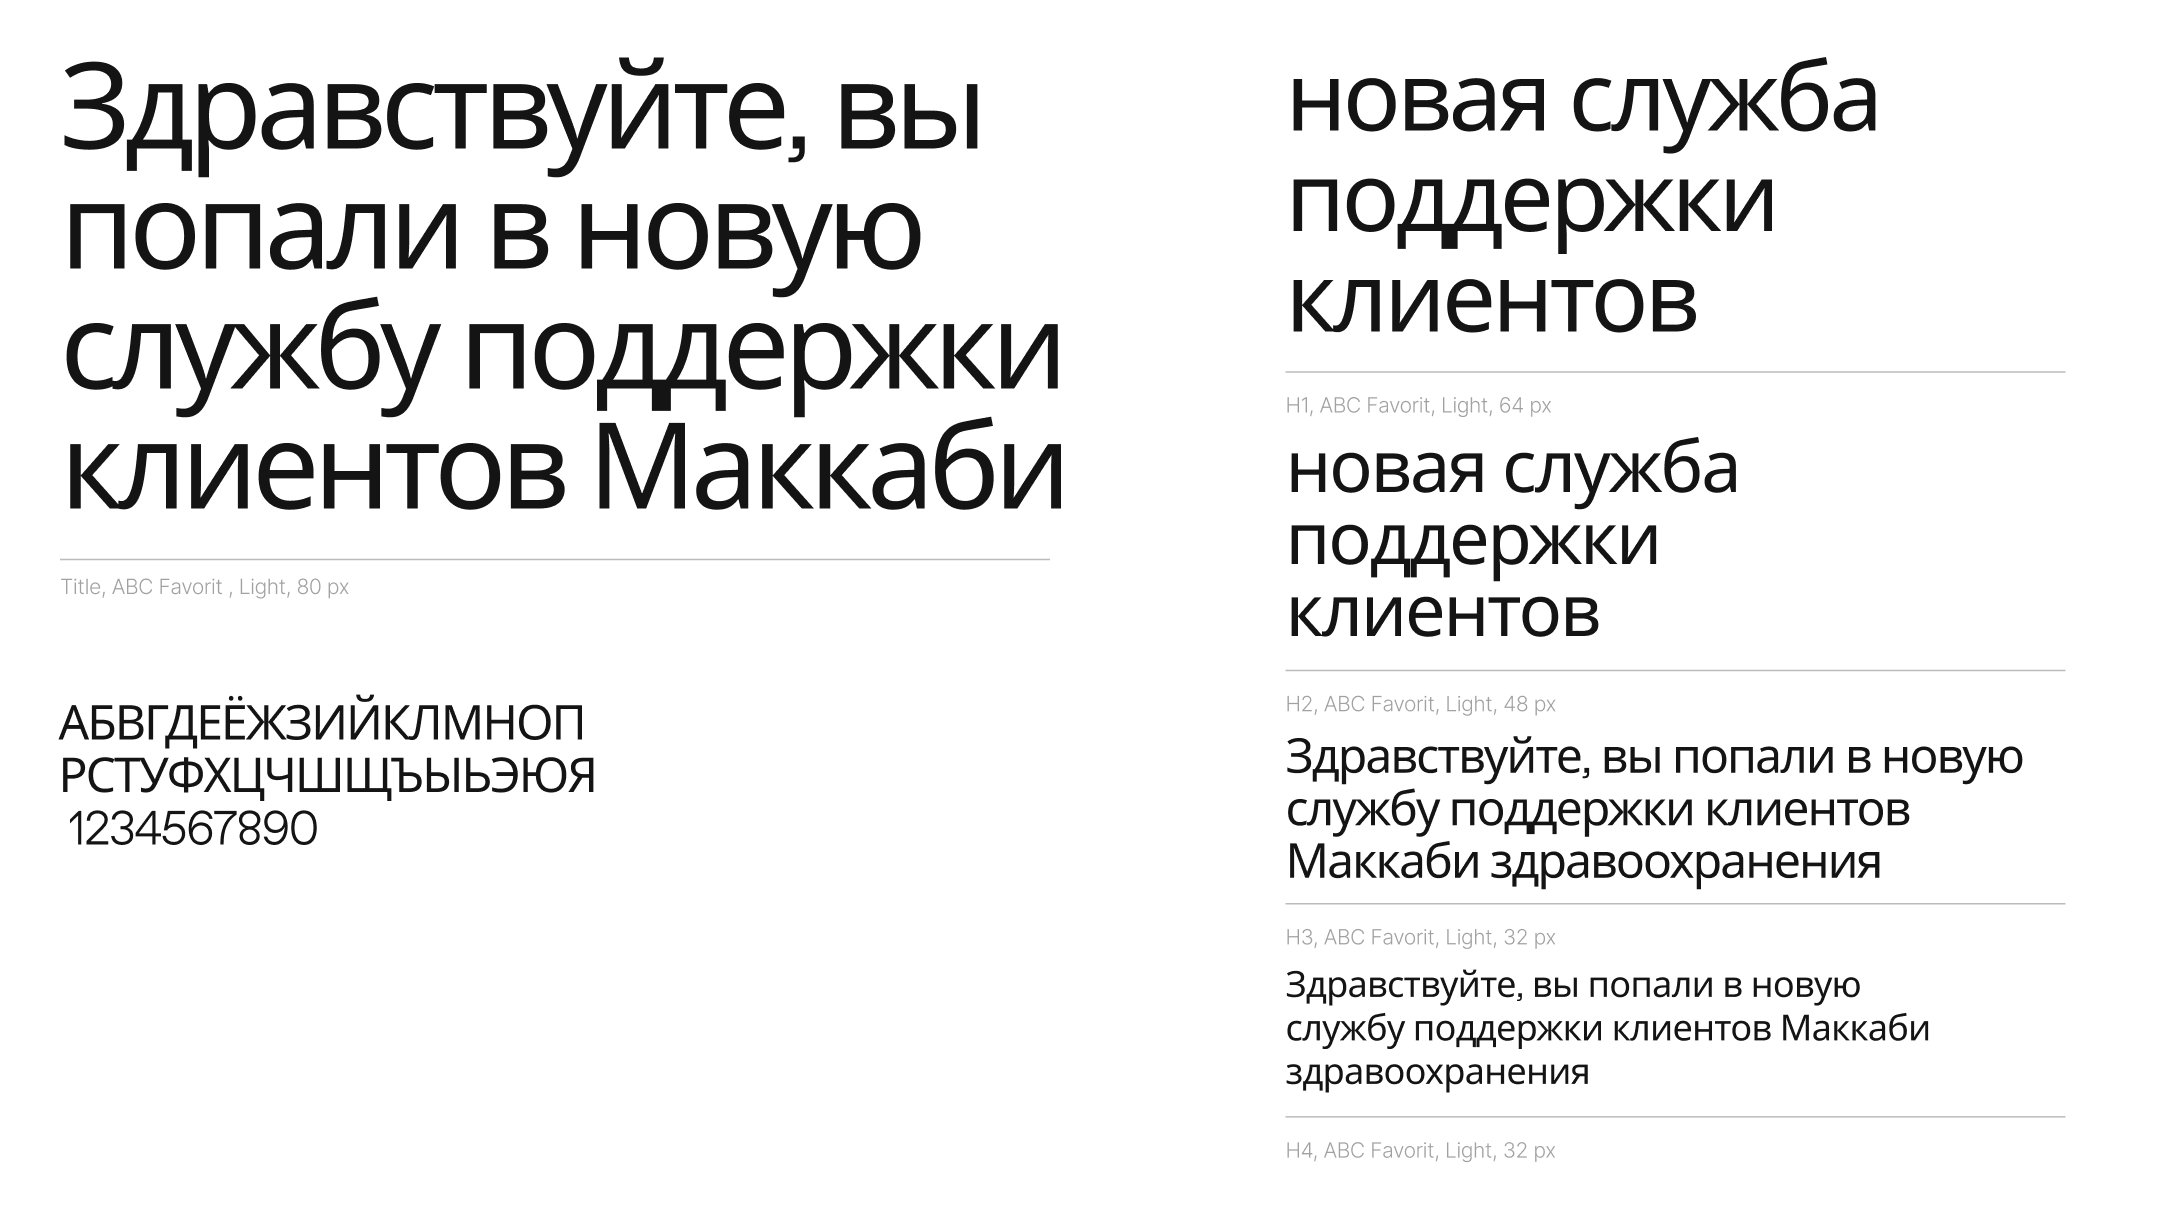 Здравствуйте, вы
попали в новую
службу поддержки
клиентов Маккаби
Title, ABC Favorit , Light, 80 px
АБВГДЕЁЖЗИЙКЛМНОП
РСТУФХЦЧШЩЪЫЬЭЮЯ
1234567890
новая служба
поддержки
клиентов
H1, ABC Favorit, Light, 64 px
новая служба
поддержки
клиентов
H2, ABC Favorit, Light, 48 px
Здравствуйте, вы попали в новую
службу поддержки клиентов
Маккаби здравоохранения
H3, ABC Favorit, Light, 32 px
Здравствуйте, вы попали в новую
службу поддержки клиентов Маккаби
здравоохранения
H4, ABC Favorit, Light, 32 px